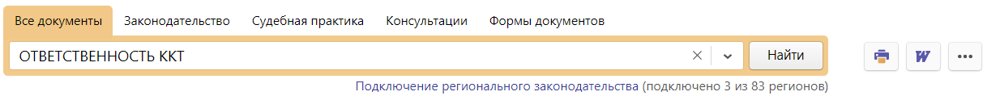 Все документы Законодательство Судебная практика Консультации Формы документов
ОТВЕТСТВЕННОСТЬ ККТ Найти
Подключение регионального законодательства (подключено 3 из 83 регионов)